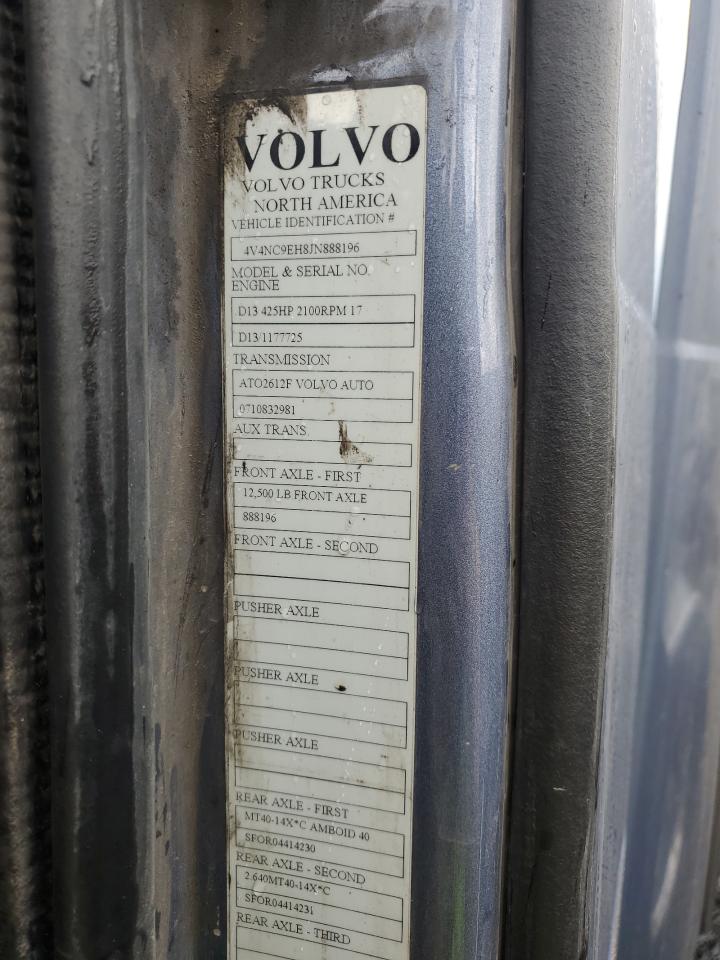 VOLVO
VOLVO TRUCKS
NORTH AMERICA
VEHICLE IDENTIFICATION #
4V4NC9EH8JN888196
MODEL & SERIAL NO.
ENGINE
D13 425HP 2100RPM 17
D13/1177725
TRANSMISSION
ATO2612F VOLVO AUTO
0710832981
AUX TRANS.
FRONT AXLE - FIRST
12,500 LB FRONT AXLE
888196
FRONT AXLE - SECOND
PUSHER AXLE
PUSHER AXLE
PUSHER AXLE
REAR AXLE - FIRST
MT40-14X*C AMBOID 40
SFOR04414230
REAR AXLE - SECOND
2.640MT40-14X*C
SFOR04414231
REAR AXLE - THIRD